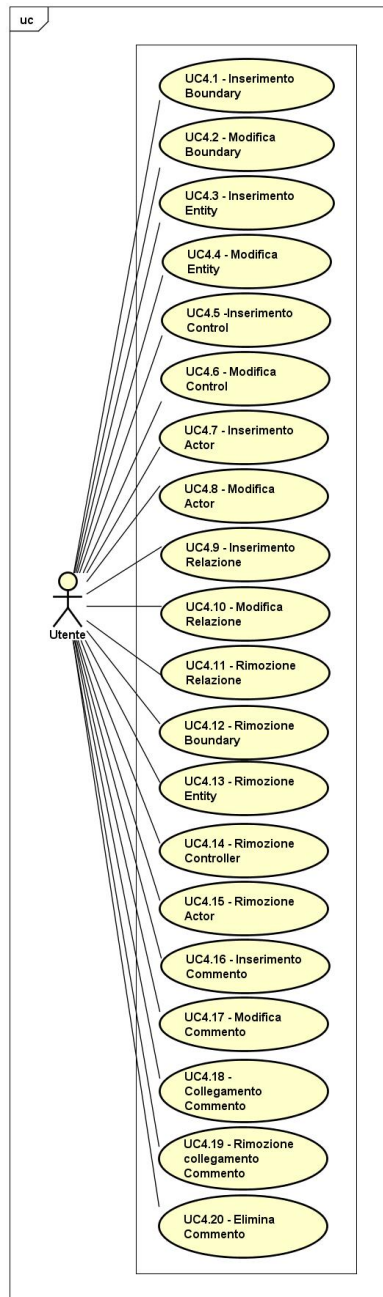 uc
UC4.1 - Inserimento
Boundary
UC4.2 - Modifica
Boundary
UC4.3 - Inserimento
Entity
UC4.4 - Modifica
Entity
UC4.5 -Inserimento
Control
UC4.6 - Modifica
Control
UC4.7 - Inserimento
Actor
UC4.8 - Modifica
Actor
UC4.9 - Inserimento
Relazione
UC4.10 - Modifica
Relazione
Utente
UC4.11 - Rimozione
Relazione
UC4.12 - Rimozione
Boundary
UC4.13 - Rimozione
Entity
UC4.14 - Rimozione
Controller
UC4.15 - Rimozione
Actor
UC4.16 - Inserimento
Commento
UC4.17 - Modifica
Commento
UC4.18 -
Collegamento
Commento
UC4.19 - Rimozione
collegamento
Commento
UC4.20 - Elimina
Commento